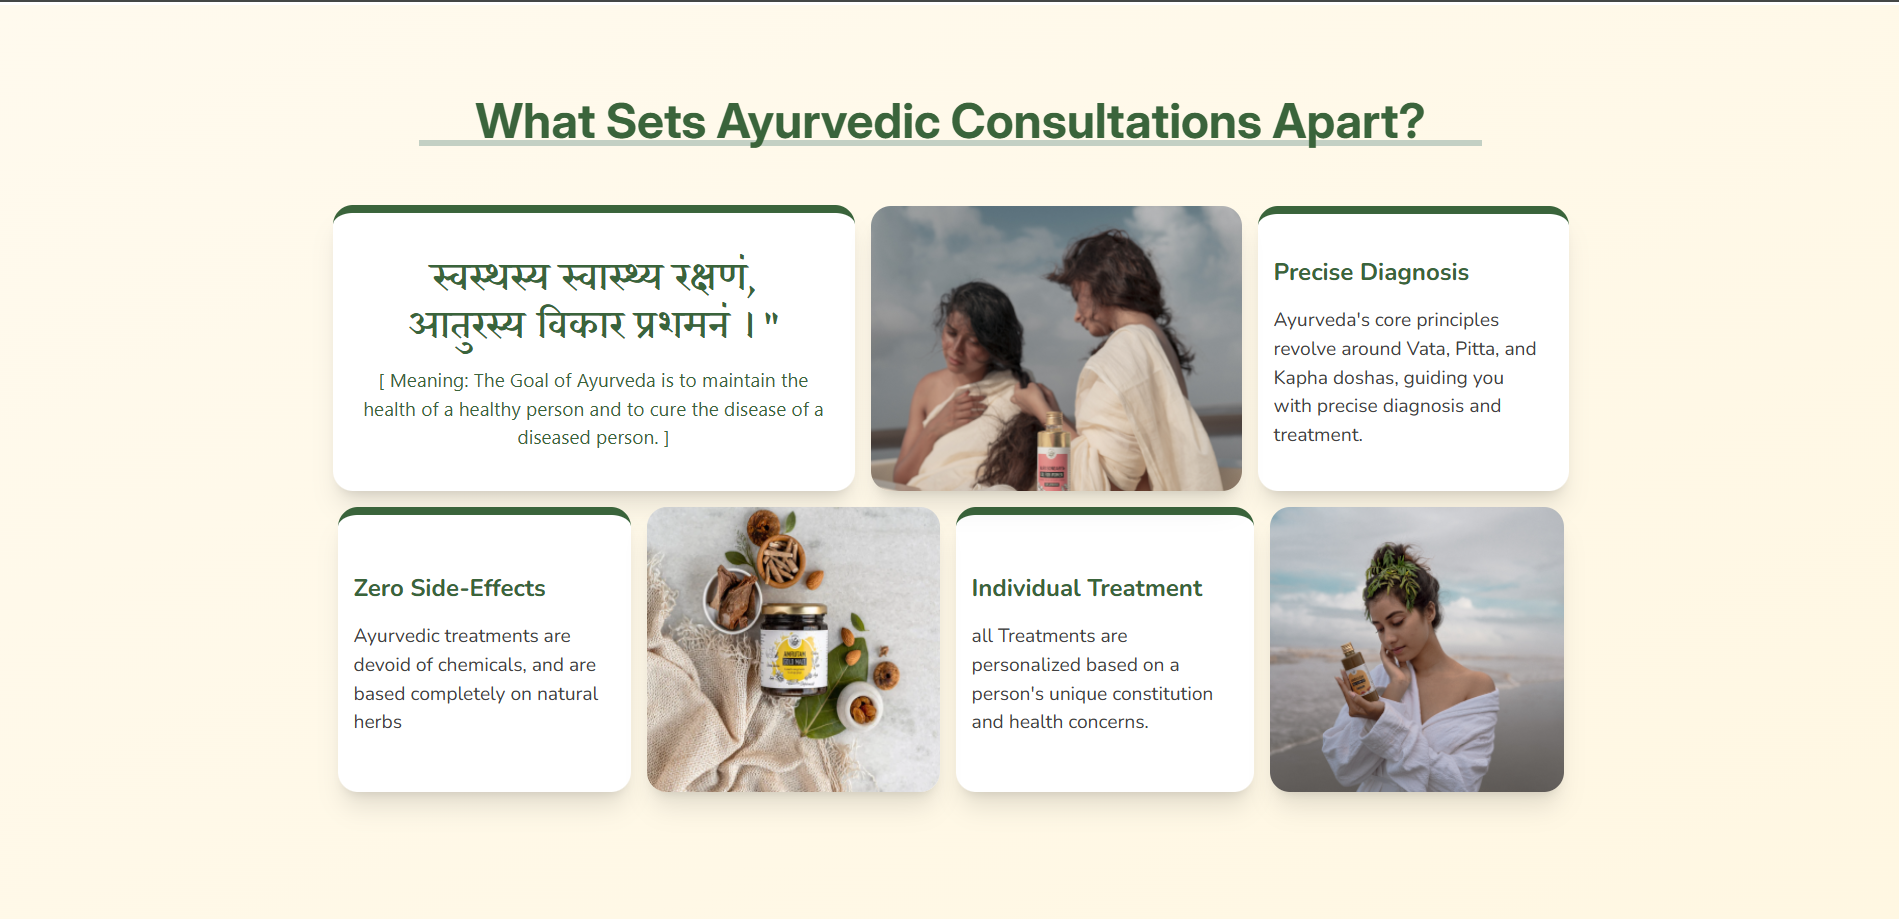 What Sets Ayurvedic Consultations Apart?
स्वस्थस्य स्वास्थ्य रक्षणं,
आतुरस्य विकार प्रशमनं । "
[ Meaning: The Goal of Ayurveda is to maintain the
health of a healthy person and to cure the disease of a
diseased person. ]
Precise Diagnosis
Ayurveda's core principles
revolve around Vata, Pitta, and
Kapha doshas, guiding you
with precise diagnosis and
treatment.
Zero Side-Effects
Ayurvedic treatments are
devoid of chemicals, and are
based completely on natural
herbs
Individual Treatment
all Treatments are
personalized based on a
person's unique constitution
and health concerns.